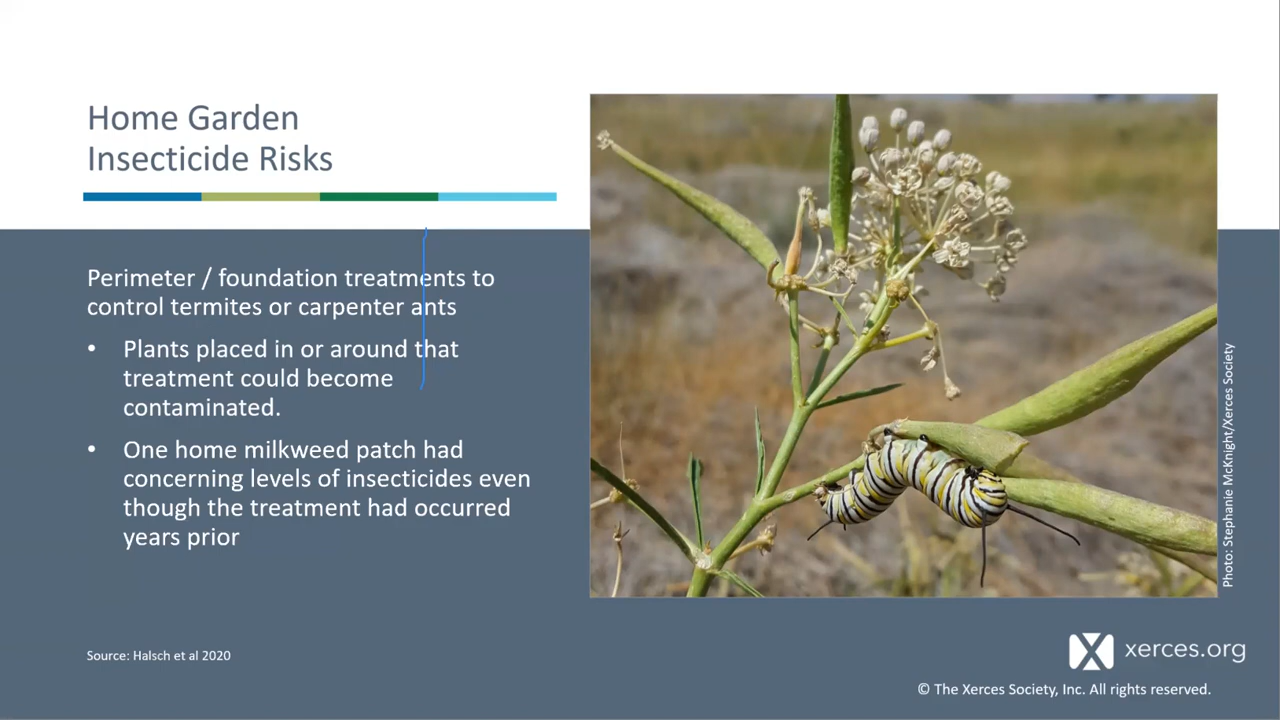 Home Garden
Insecticide Risks
Perimeter / foundation treatments to
control termites or carpenter ants
• Plants placed in or around that
treatment could become
contaminated.
• One home milkweed patch had
concerning levels of insecticides even
though the treatment had occurred
years prior
Source: Halsch et al 2020
Photo: Stephanie McKnight/Xerces Society
xerces.org
© The Xerces Society, Inc. All rights reserved.